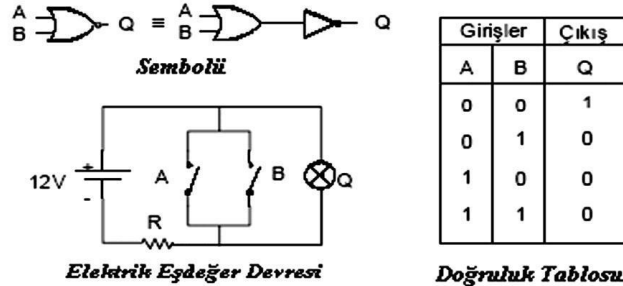 A
B
Q ≡
A
B
Q
Sembolü
12V
+
-
A
B
Q
R
Elektrik Eşdeğer Devresi
Girişler Çıkış
A B Q
0 0 1
0 1 0
1 0 0
1 1 0
Doğruluk Tablosu